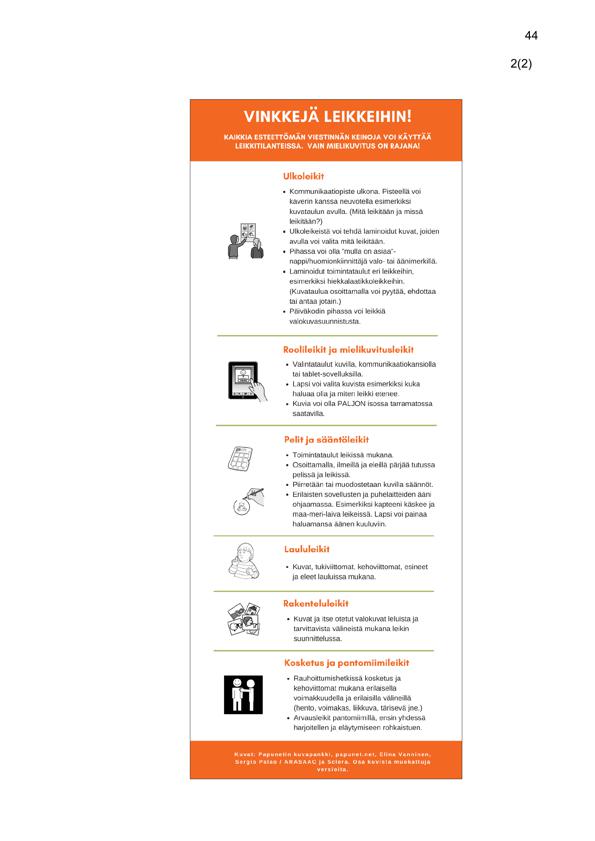 44
2(2)
VINKKEJÄ LEIKKEIHIN!
KAIKKIA ESTEETTÖMÄN VIESTINNÄN KEINOJA VOI KÄYTTÄÄ
LEIKKITILANTEISSA. VAIN MIELIKUVITUS ON RAJANA!
Ulkoleikit
• Kommunikaatiopiste ulkona. Pisteellä voi
kaverin kanssa neuvotella esimerkiksi
kuvataulun avulla. (Mitä leikitään ja missä
leikitään?)
• Ulkoleikeistä voi tehdä laminoidut kuvat, joiden
avulla voi valita mitä leikitään.
• Pihassa voi olla "mulla on asiaa"-
nappi/huomionkiinnittäjä valo- tai äänimerkillä.
• Laminoidut toimintataulut eri leikkeihin,
esimerkiksi hiekkalaatikkoleikkeihin.
(Kuvataulua osoittamalla voi pyytää, ehdottaa
tai antaa jotain.)
• Päiväkodin pihassa voi leikkiä
valokuvasuunnistusta.
Roolileikit ja mielikuvitusleikit
• Valintataulut kuvilla, kommunikaatiokansiolla
tai tablet-sovelluksilla.
• Lapsi voi valita kuvista esimerkiksi kuka
haluaa olla ja miten leikki etenee.
• Kuvia voi olla PALJON isossa tarramatossa
saatavilla.
Pelit ja sääntöleikit
• Toimintataulut leikissä mukana.
• Osoittamalla, ilmeillä ja eleillä pärjää tutussa
pelissä ja leikissä.
• Piirretään tai muodostetaan kuvilla säännöt.
• Erilaisten sovellusten ja puhelaitteiden ääni
ohjaamassa. Esimerkiksi kapteeni käskee ja
maa-meri-laiva leikeissä. Lapsi voi painaa
haluamansa äänen kuuluviin.
Laululeikit
• Kuvat, tukiviittomat, kehoviittomat, esineet
ja eleet lauluissa mukana.
Rakenteluleikit
• Kuvat ja itse otetut valokuvat leluista ja
tarvittavista välineistä mukana leikin
suunnittelussa.
Kosketus ja pantomiimileikit
• Rauhoittumishetkissä kosketus ja
kehoviittomat mukana erilaisella
voimakkuudella ja erilaisilla välineillä
(hento, voimakas, liikkuva, tärisevä jne.)
• Arvausleikit pantomiimillä, ensin yhdessä
harjoitellen ja eläytymiseen rohkaistuen.
Kuvat: Papunetin kuvapankki, papunet.net, Elina Vanninen,
Sergio Palao / ARASAAC ja Sclera. Osa kuvista muokattuja
versioita.